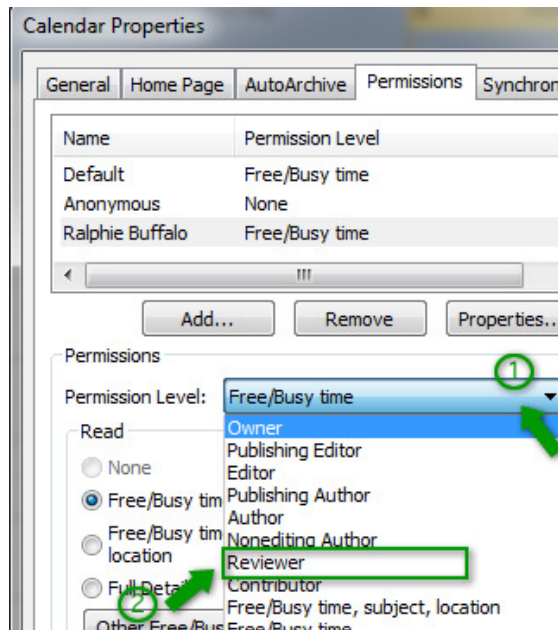 Calendar Properties
General Home Page AutoArchive Permissions Synchron
Name Permission Level
Default Free/Busy time
Anonymous None
Ralphie Buffalo Free/Busy time
Add... Remove Properties..
Permissions
1
Permission Level: Free/Busy time
Read Owner
Publishing Editor
None Editor
Free/Busy tim Publishing Author
Author
Free/Busy tim Nonediting Author
location Reviewer
Full Detail Contributor
2 Free/Busy time, subject, location
Other Free/Bus Free/Busy time